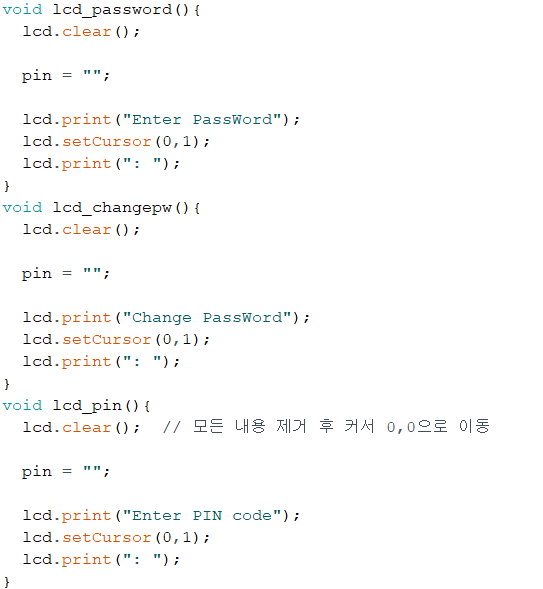 void lcd_password(){
  lcd.clear();
  pin = "";
  lcd.print("Enter PassWord");
  lcd.setCursor(0,1);
  lcd.print(": ");
}
void lcd_changepw(){
  lcd.clear();
  pin = "";
  lcd.print("Change PassWord");
  lcd.setCursor(0,1);
  lcd.print(": ");
}
void lcd_pin(){
  lcd.clear();  // 모든 내용 제거 후 커서 0,0으로 이동
  pin = "";
  lcd.print("Enter PIN code");
  lcd.setCursor(0,1);
  lcd.print(": ");
}